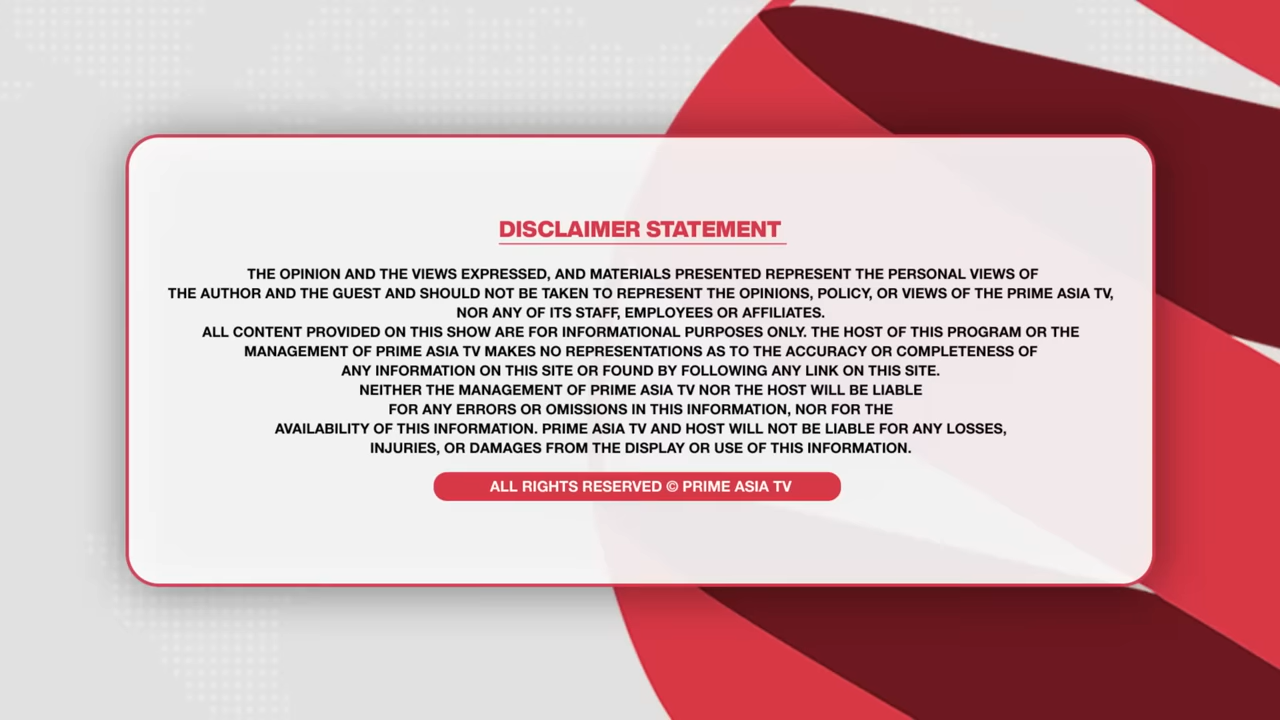 DISCLAIMER STATEMENT
THE OPINION AND THE VIEWS EXPRESSED, AND MATERIALS PRESENTED REPRESENT THE PERSONAL VIEWS OF
THE AUTHOR AND THE GUEST AND SHOULD NOT BE TAKEN TO REPRESENT THE OPINIONS, POLICY, OR VIEWS OF THE PRIME ASIA TV,
NOR ANY OF ITS STAFF, EMPLOYEES OR AFFILIATES.
ALL CONTENT PROVIDED ON THIS SHOW ARE FOR INFORMATIONAL PURPOSES ONLY. THE HOST OF THIS PROGRAM OR THE
MANAGEMENT OF PRIME ASIA TV MAKES NO REPRESENTATIONS AS TO THE ACCURACY OR COMPLETENESS OF
ANY INFORMATION ON THIS SITE OR FOUND BY FOLLOWING ANY LINK ON THIS SITE.
NEITHER THE MANAGEMENT OF PRIME ASIA TV NOR THE HOST WILL BE LIABLE
FOR ANY ERRORS OR OMISSIONS IN THIS INFORMATION, NOR FOR THE
AVAILABILITY OF THIS INFORMATION. PRIME ASIA TV AND HOST WILL NOT BE LIABLE FOR ANY LOSSES,
INJURIES, OR DAMAGES FROM THE DISPLAY OR USE OF THIS INFORMATION.
ALL RIGHTS RESERVED © PRIME ASIA TV